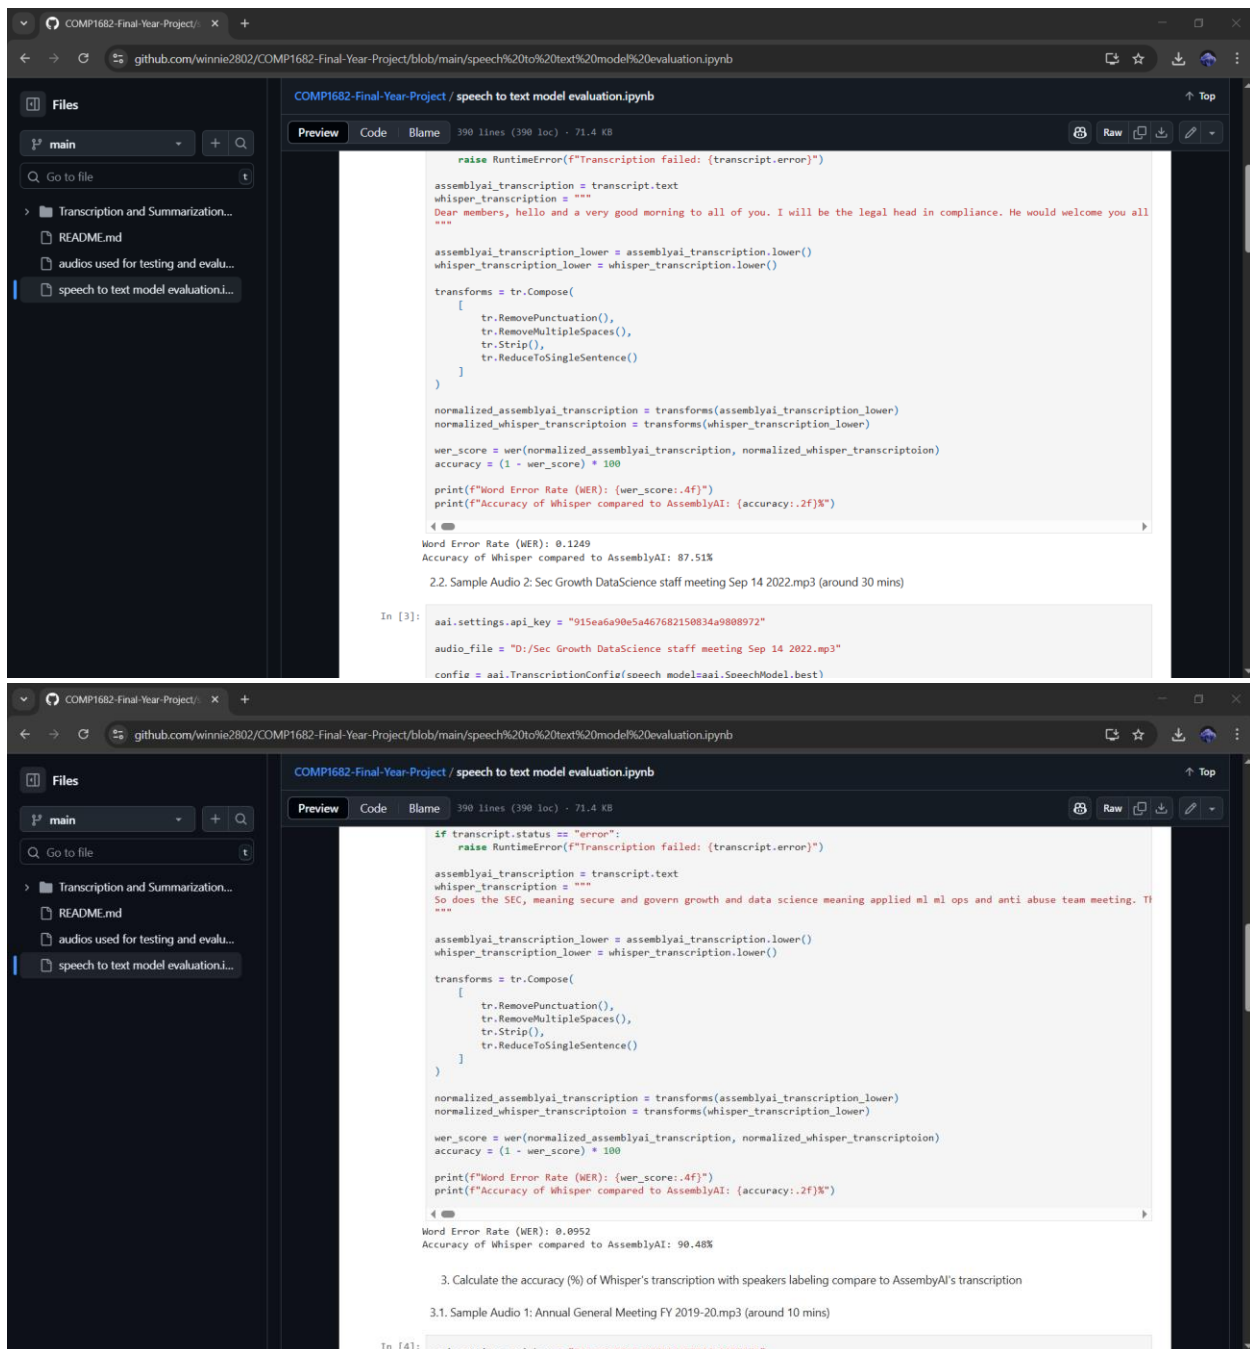 COMP1682-Final-Year-Project/s
github.com/winnie2802/COMP1682-Final-Year-Project/blob/main/speech%20to%20text%20model%20evaluation.ipynb
Files
COMP1682-Final-Year-Project / speech to text model evaluation.ipynb
Top
main
Preview Code Blame 390 lines (390 loc) · 71.4 KB
Raw
Go to file t
Transcription and Summarization...
README.md
audios used for testing and evalu...
speech to text model evaluation.i...
raise RuntimeError(f"Transcription failed: {transcript.error}")
assemblyai_transcription = transcript.text
whisper_transcription = """
Dear members, hello and a very good morning to all of you. I will be the legal head in compliance. He would welcome you all
"""
assemblyai_transcription_lower = assemblyai_transcription.lower()
whisper_transcription_lower = whisper_transcription.lower()
transforms = tr.Compose(
[
tr.RemovePunctuation(),
tr.RemoveMultipleSpaces(),
tr.Strip(),
tr.ReduceToSingleSentence()
]
)
normalized_assemblyai_transcription = transforms(assemblyai_transcription_lower)
normalized_whisper_transcriptoion = transforms(whisper_transcription_lower)
wer_score = wer(normalized_assemblyai_transcription, normalized_whisper_transcriptoion)
accuracy = (1 - wer_score) * 100
print(f"Word Error Rate (WER): {wer_score:.4f}")
print(f"Accuracy of Whisper compared to AssemblyAI: {accuracy:.2f}%")
Word Error Rate (WER): 0.1249
Accuracy of Whisper compared to AssemblyAI: 87.51%
2.2. Sample Audio 2: Sec Growth DataScience staff meeting Sep 14 2022.mp3 (around 30 mins)
In [3]:
aai.settings.api_key = "915ea6a90e5a467682150834a9808972"
audio_file = "D:/Sec Growth DataScience staff meeting Sep 14 2022.mp3"
config = aai.TranscriptionConfig(speech_model=aai.SpeechModel.best)
COMP1682-Final-Year-Project/s
github.com/winnie2802/COMP1682-Final-Year-Project/blob/main/speech%20to%20text%20model%20evaluation.ipynb
Files
COMP1682-Final-Year-Project / speech to text model evaluation.ipynb
Top
main
Preview Code Blame 390 lines (390 loc) · 71.4 KB
Raw
Go to file t
Transcription and Summarization...
README.md
audios used for testing and evalu...
speech to text model evaluation.i...
if transcript.status == "error":
raise RuntimeError(f"Transcription failed: {transcript.error}")
assemblyai_transcription = transcript.text
whisper_transcription = """
So does the SEC, meaning secure and govern growth and data science meaning applied ml ml ops and anti abuse team meeting. Th
"""
assemblyai_transcription_lower = assemblyai_transcription.lower()
whisper_transcription_lower = whisper_transcription.lower()
transforms = tr.Compose(
[
tr.RemovePunctuation(),
tr.RemoveMultipleSpaces(),
tr.Strip(),
tr.ReduceToSingleSentence()
]
)
normalized_assemblyai_transcription = transforms(assemblyai_transcription_lower)
normalized_whisper_transcriptoion = transforms(whisper_transcription_lower)
wer_score = wer(normalized_assemblyai_transcription, normalized_whisper_transcriptoion)
accuracy = (1 - wer_score) * 100
print(f"Word Error Rate (WER): {wer_score:.4f}")
print(f"Accuracy of Whisper compared to AssemblyAI: {accuracy:.2f}%")
Word Error Rate (WER): 0.0952
Accuracy of Whisper compared to AssemblyAI: 90.48%
3. Calculate the accuracy (%) of Whisper's transcription with speakers labeling compare to AssembyAI's transcription
3.1. Sample Audio 1: Annual General Meeting FY 2019-20.mp3 (around 10 mins)
In [4]: